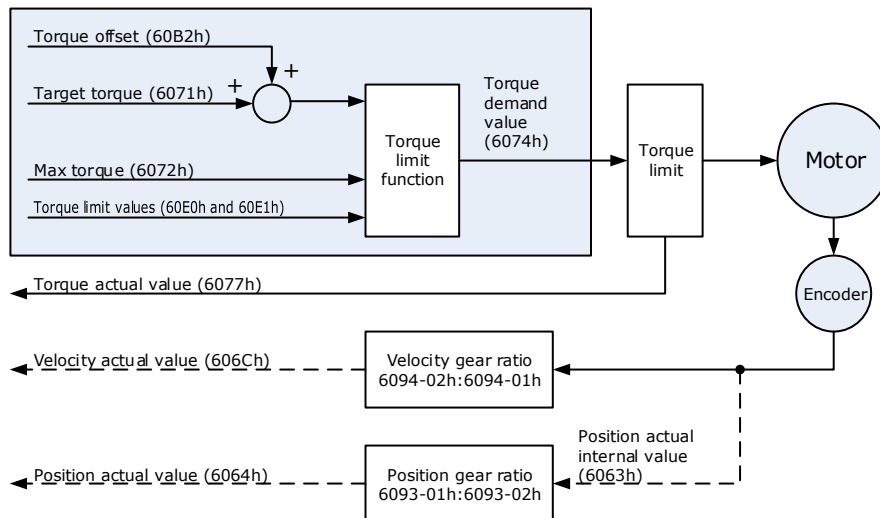 Torque offset (60B2h)
+
+
Target torque (6071h)
Torque
demand
value
(6074h)
Torque
limit
function
Torque
limit
Motor
Max torque (6072h)
Torque limit values (60E0h and 60E1h)
Torque actual value (6077h)
Encoder
Velocity actual value (606Ch)
Velocity gear ratio
6094-02h:6094-01h
Position actual
internal value
(6063h)
Position actual value (6064h)
Position gear ratio
6093-01h:6093-02h